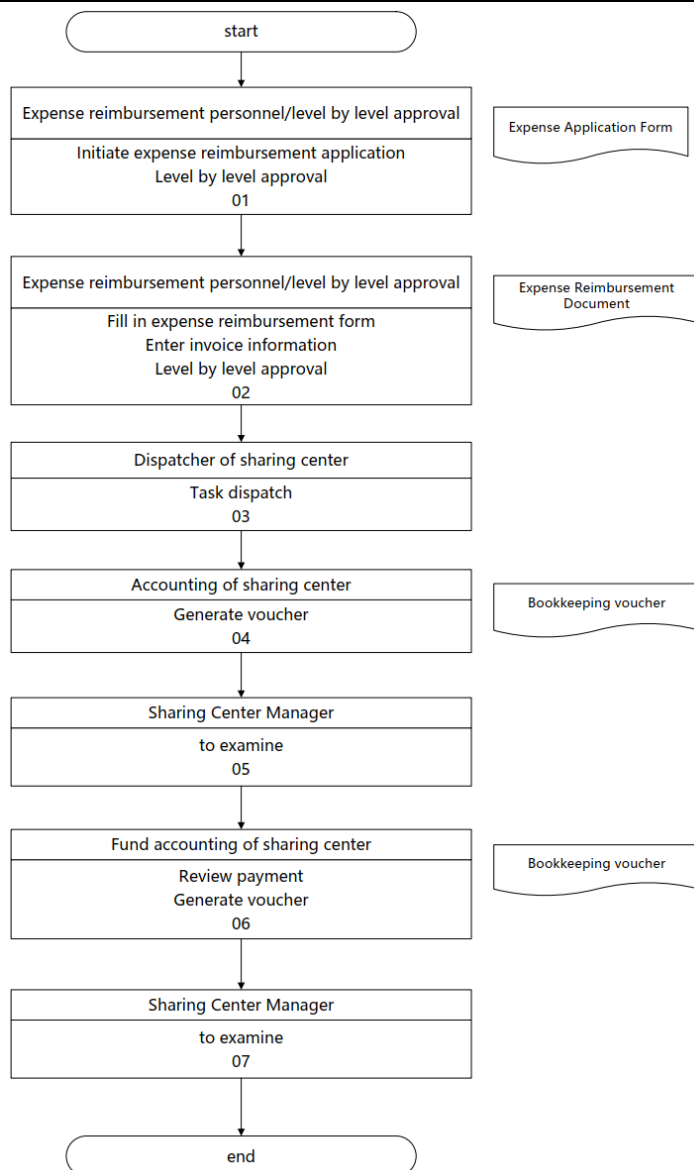 start
Expense reimbursement personnel/level by level approval
Expense Application Form
Initiate expense reimbursement application
Level by level approval
01
Expense reimbursement personnel/level by level approval
Expense Reimbursement
Document
Fill in expense reimbursement form
Enter invoice information
Level by level approval
02
Dispatcher of sharing center
Task dispatch
03
Accounting of sharing center
Bookkeeping voucher
Generate voucher
04
Sharing Center Manager
to examine
05
Fund accounting of sharing center
Bookkeeping voucher
Review payment
Generate voucher
06
Sharing Center Manager
to examine
07
end